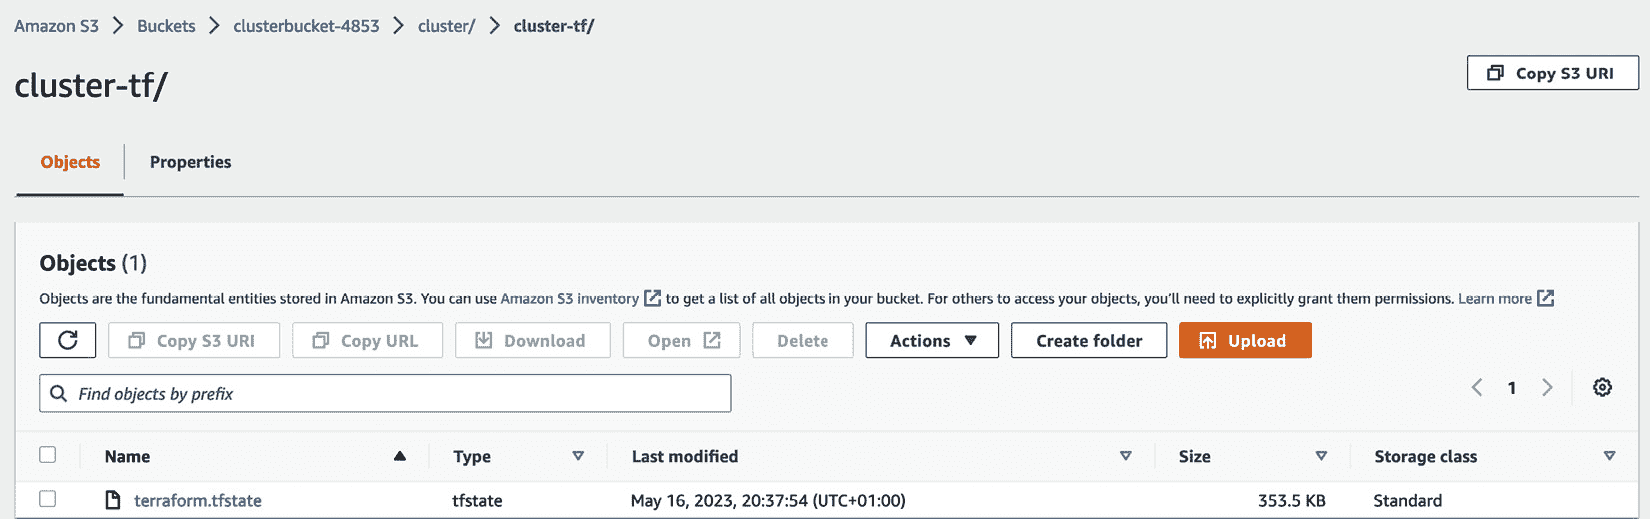 Amazon S3 > Buckets > clusterbucket-4853 > cluster/ > cluster-tf/
cluster-tf/
Copy S3 URI
Objects
Properties
Objects (1)
Objects are the fundamental entities stored in Amazon S3. You can use Amazon S3 inventory to get a list of all objects in your bucket. For others to access your objects, you'll need to explicitly grant them permissions. Learn more
Copy S3 URI
Copy URL
Download
Open
Delete
Actions
Create folder
Upload
Find objects by prefix
1
Name Type Last modified Size Storage class
terraform.tfstate tfstate May 16, 2023, 20:37:54 (UTC+01:00) 353.5 KB Standard